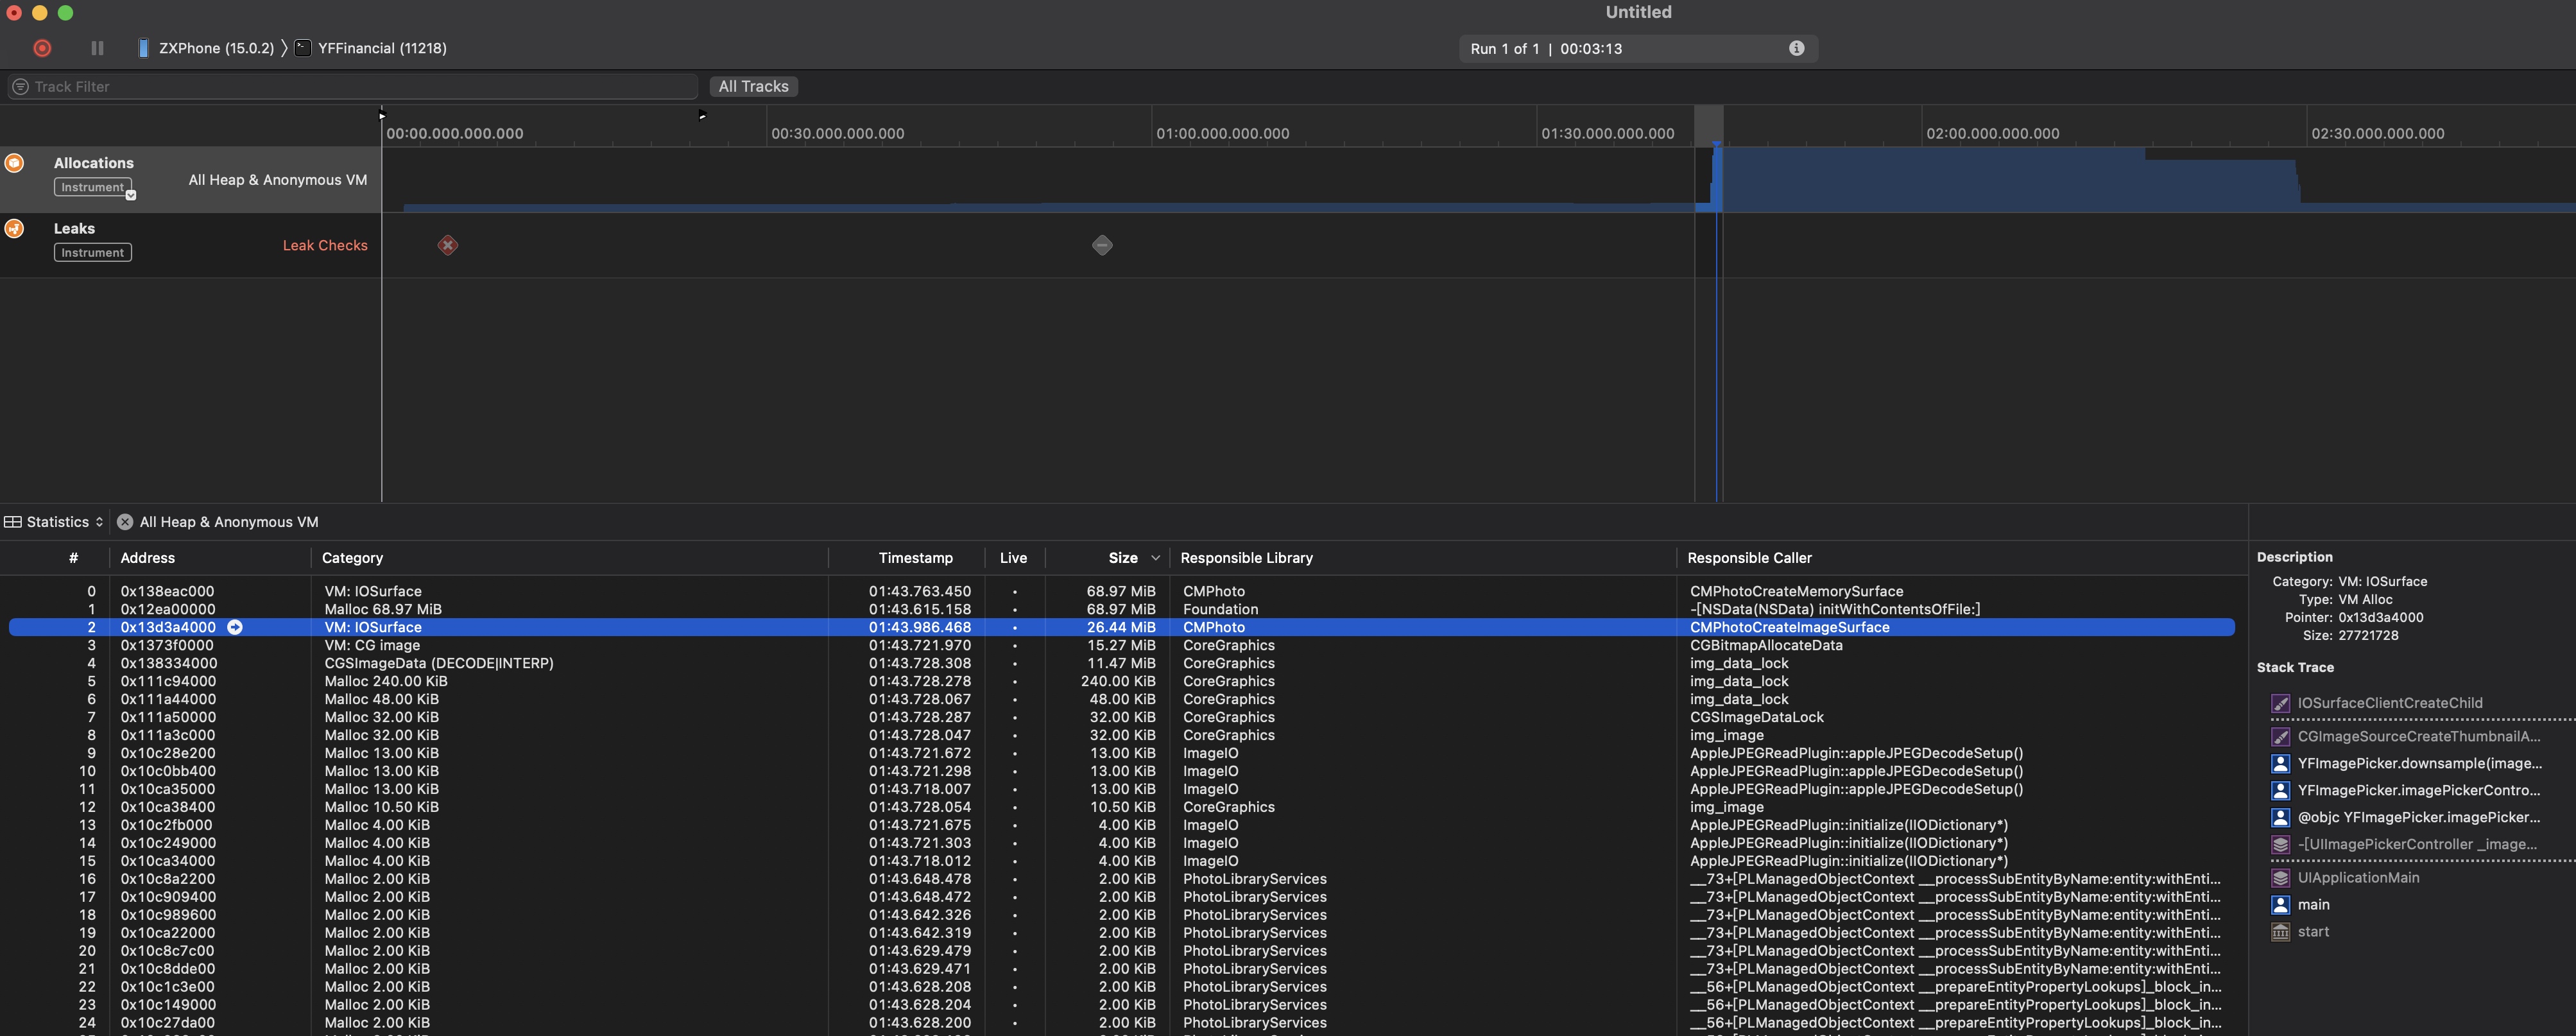 Untitled
ZXPhone (15.0.2) 〉 YFFinancial (11218)
Run 1 of 1 | 00:03:13
Track Filter
All Tracks
00:00.000.000.000 00:30.000.000.000 01:00.000.000.000 01:30.000.000.000 02:00.000.000.000 02:30.000.000.000
Allocations
Instrument
All Heap & Anonymous VM
Leaks
Instrument
Leak Checks
Statistics All Heap & Anonymous VM
# Address Category Timestamp Live Size Responsible Library Responsible Caller
0 0x138eac000 VM: IOSurface 01:43.763.450 • 68.97 MiB CMPhoto CMPhotoCreateMemorySurface
1 0x12ea00000 Malloc 68.97 MiB 01:43.615.158 • 68.97 MiB Foundation -[NSData(NSData) initWithContentsOfFile:]
2 0x13d3a4000 VM: IOSurface 01:43.986.468 • 26.44 MiB CMPhoto CMPhotoCreateImageSurface
3 0x1373f0000 VM: CG image 01:43.721.970 • 15.27 MiB CoreGraphics CGBitmapAllocateData
4 0x138334000 CGSImageData (DECODE|INTERP) 01:43.728.308 • 11.47 MiB CoreGraphics img_data_lock
5 0x111c94000 Malloc 240.00 KiB 01:43.728.278 • 240.00 KiB CoreGraphics img_data_lock
6 0x111a44000 Malloc 48.00 KiB 01:43.728.067 • 48.00 KiB CoreGraphics img_data_lock
7 0x111a50000 Malloc 32.00 KiB 01:43.728.287 • 32.00 KiB CoreGraphics CGSImageDataLock
8 0x111a3c000 Malloc 32.00 KiB 01:43.728.047 • 32.00 KiB CoreGraphics img_image
9 0x10c28e200 Malloc 13.00 KiB 01:43.721.672 • 13.00 KiB ImageIO AppleJPEGReadPlugin::appleJPEGDecodeSetup()
10 0x10c0bb400 Malloc 13.00 KiB 01:43.721.298 • 13.00 KiB ImageIO AppleJPEGReadPlugin::appleJPEGDecodeSetup()
11 0x10ca35000 Malloc 13.00 KiB 01:43.718.007 • 13.00 KiB ImageIO AppleJPEGReadPlugin::appleJPEGDecodeSetup()
12 0x10ca38400 Malloc 10.50 KiB 01:43.728.054 • 10.50 KiB CoreGraphics img_image
13 0x10c2fb000 Malloc 4.00 KiB 01:43.721.675 • 4.00 KiB ImageIO AppleJPEGReadPlugin::initialize(IIODictionary*)
14 0x10c249000 Malloc 4.00 KiB 01:43.721.303 • 4.00 KiB ImageIO AppleJPEGReadPlugin::initialize(IIODictionary*)
15 0x10ca34000 Malloc 4.00 KiB 01:43.718.012 • 4.00 KiB ImageIO AppleJPEGReadPlugin::initialize(IIODictionary*)
16 0x10c8a2200 Malloc 2.00 KiB 01:43.648.478 • 2.00 KiB PhotoLibraryServices __73+[PLManagedObjectContext __processSubEntityByName:entity:withEnti...
17 0x10c909400 Malloc 2.00 KiB 01:43.648.472 • 2.00 KiB PhotoLibraryServices __73+[PLManagedObjectContext __processSubEntityByName:entity:withEnti...
18 0x10c989600 Malloc 2.00 KiB 01:43.642.326 • 2.00 KiB PhotoLibraryServices __73+[PLManagedObjectContext __processSubEntityByName:entity:withEnti...
19 0x10ca22000 Malloc 2.00 KiB 01:43.642.319 • 2.00 KiB PhotoLibraryServices __73+[PLManagedObjectContext __processSubEntityByName:entity:withEnti...
20 0x10c8c7c00 Malloc 2.00 KiB 01:43.629.479 • 2.00 KiB PhotoLibraryServices __73+[PLManagedObjectContext __processSubEntityByName:entity:withEnti...
21 0x10c8dde00 Malloc 2.00 KiB 01:43.629.471 • 2.00 KiB PhotoLibraryServices __73+[PLManagedObjectContext __processSubEntityByName:entity:withEnti...
22 0x10c1c3e00 Malloc 2.00 KiB 01:43.628.208 • 2.00 KiB PhotoLibraryServices __56+[PLManagedObjectContext __prepareEntityPropertyLookups]_block_in...
23 0x10c149000 Malloc 2.00 KiB 01:43.628.204 • 2.00 KiB PhotoLibraryServices __56+[PLManagedObjectContext __prepareEntityPropertyLookups]_block_in...
24 0x10c27da00 Malloc 2.00 KiB 01:43.628.200 • 2.00 KiB PhotoLibraryServices __56+[PLManagedObjectContext __prepareEntityPropertyLookups]_block_in...
Description
Category: VM: IOSurface
Type: VM Alloc
Pointer: 0x13d3a4000
Size: 27721728
Stack Trace
IOSurfaceClientCreateChild
CGImageSourceCreateThumbnailA...
YFImagePicker.downsample(image...
YFImagePicker.imagePickerContro...
@objc YFImagePicker.imagePicker...
-[UIImagePickerController _image...
UIApplicationMain
main
start